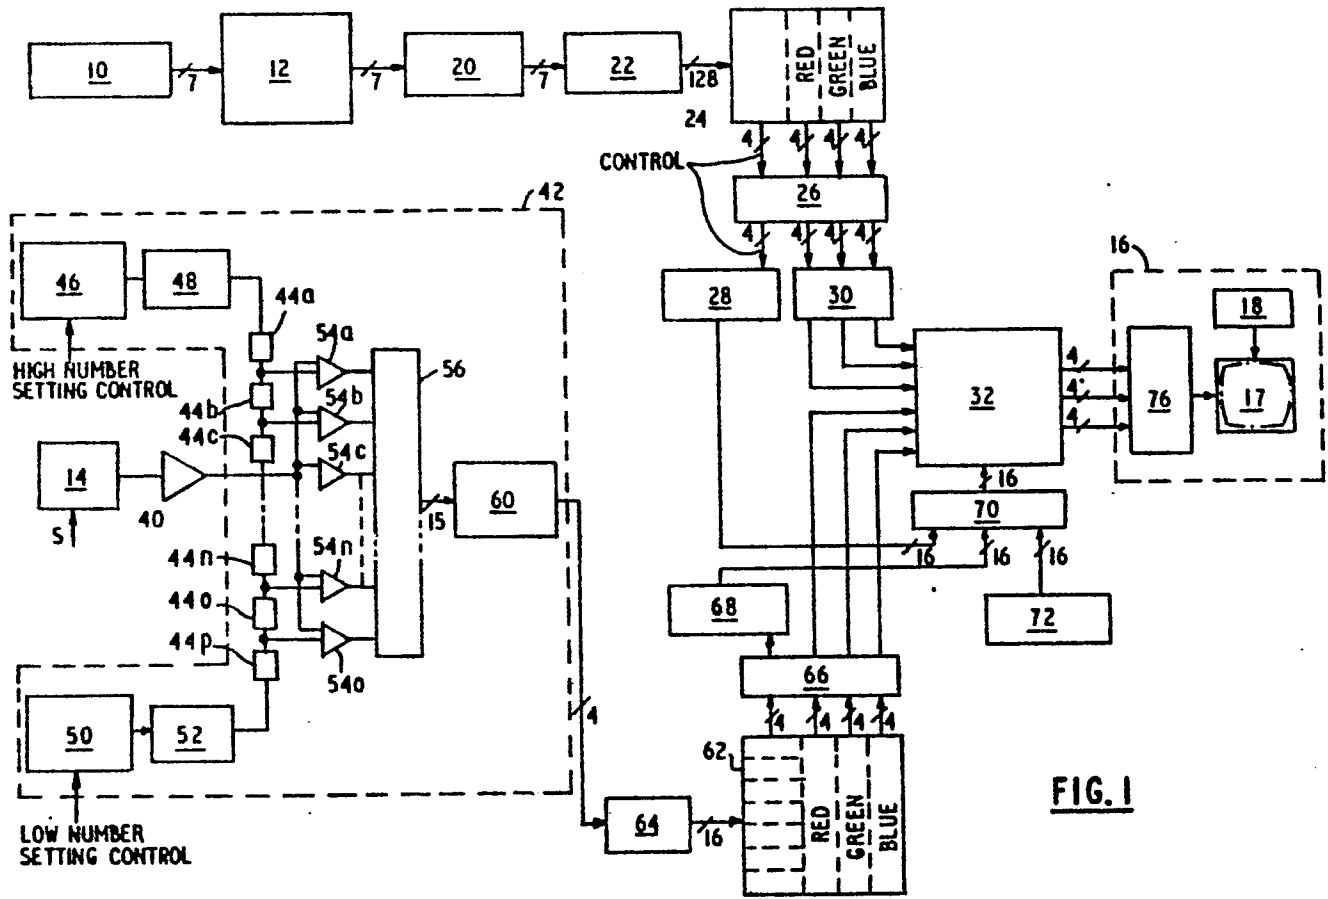 10
7
12
7
20
7
22
128
RED
GREEN
BLUE
24
4 4 4 4
CONTROL
26
4 4 4 4
28
30
42
46
48
44a
54a
56
HIGH NUMBER
SETTING CONTROL
44b
54b
44c
54c
14
S
40
15
60
44n
54n
44o
44p
54o
50
52
LOW NUMBER
SETTING CONTROL
4
64
16
62
RED
GREEN
BLUE
4 4 4 4
66
68
16 16 16
72
70
16
32
4
4
4
16
76
18
17
FIG. 1